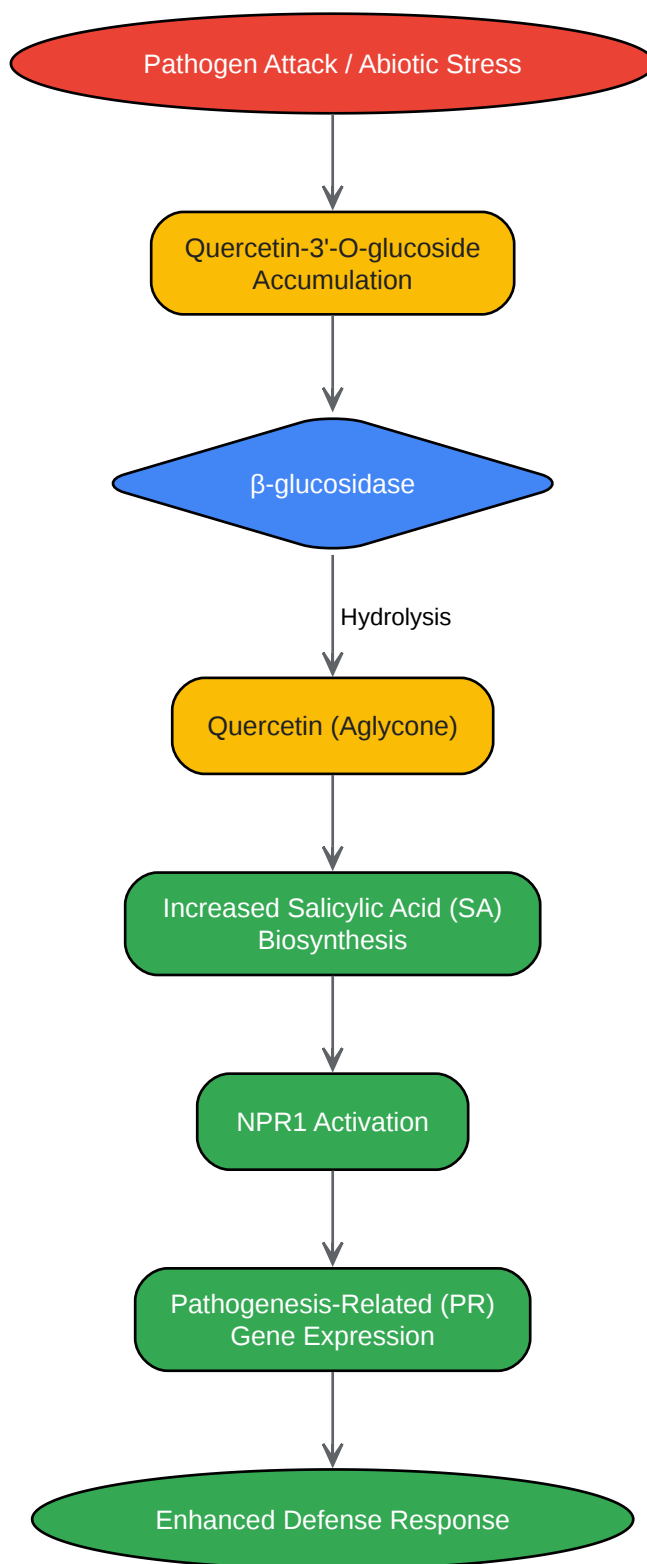 Pathogen Attack / Abiotic Stress
Quercetin-3'-O-glucoside
Accumulation
β-glucosidase
Hydrolysis
Quercetin (Aglycone)
Increased Salicylic Acid (SA)
Biosynthesis
NPR1 Activation
Pathogenesis-Related (PR)
Gene Expression
Enhanced Defense Response